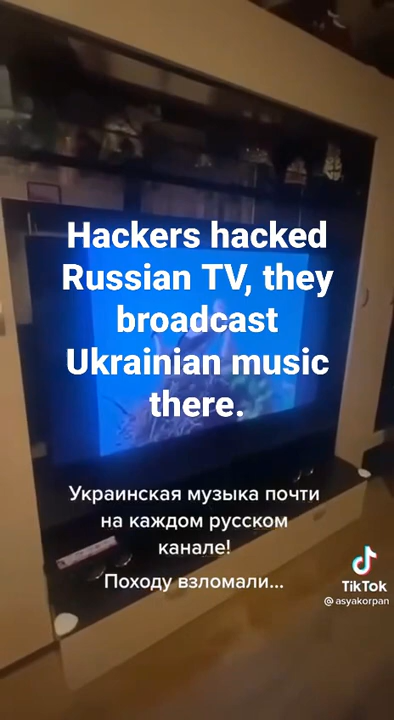 Hackers hacked
Russian TV, they
broadcast
Ukrainian music
there.
Украинская музыка почти
на каждом русском
канале!
Походу взломали...
TikTok
@asyakorpan